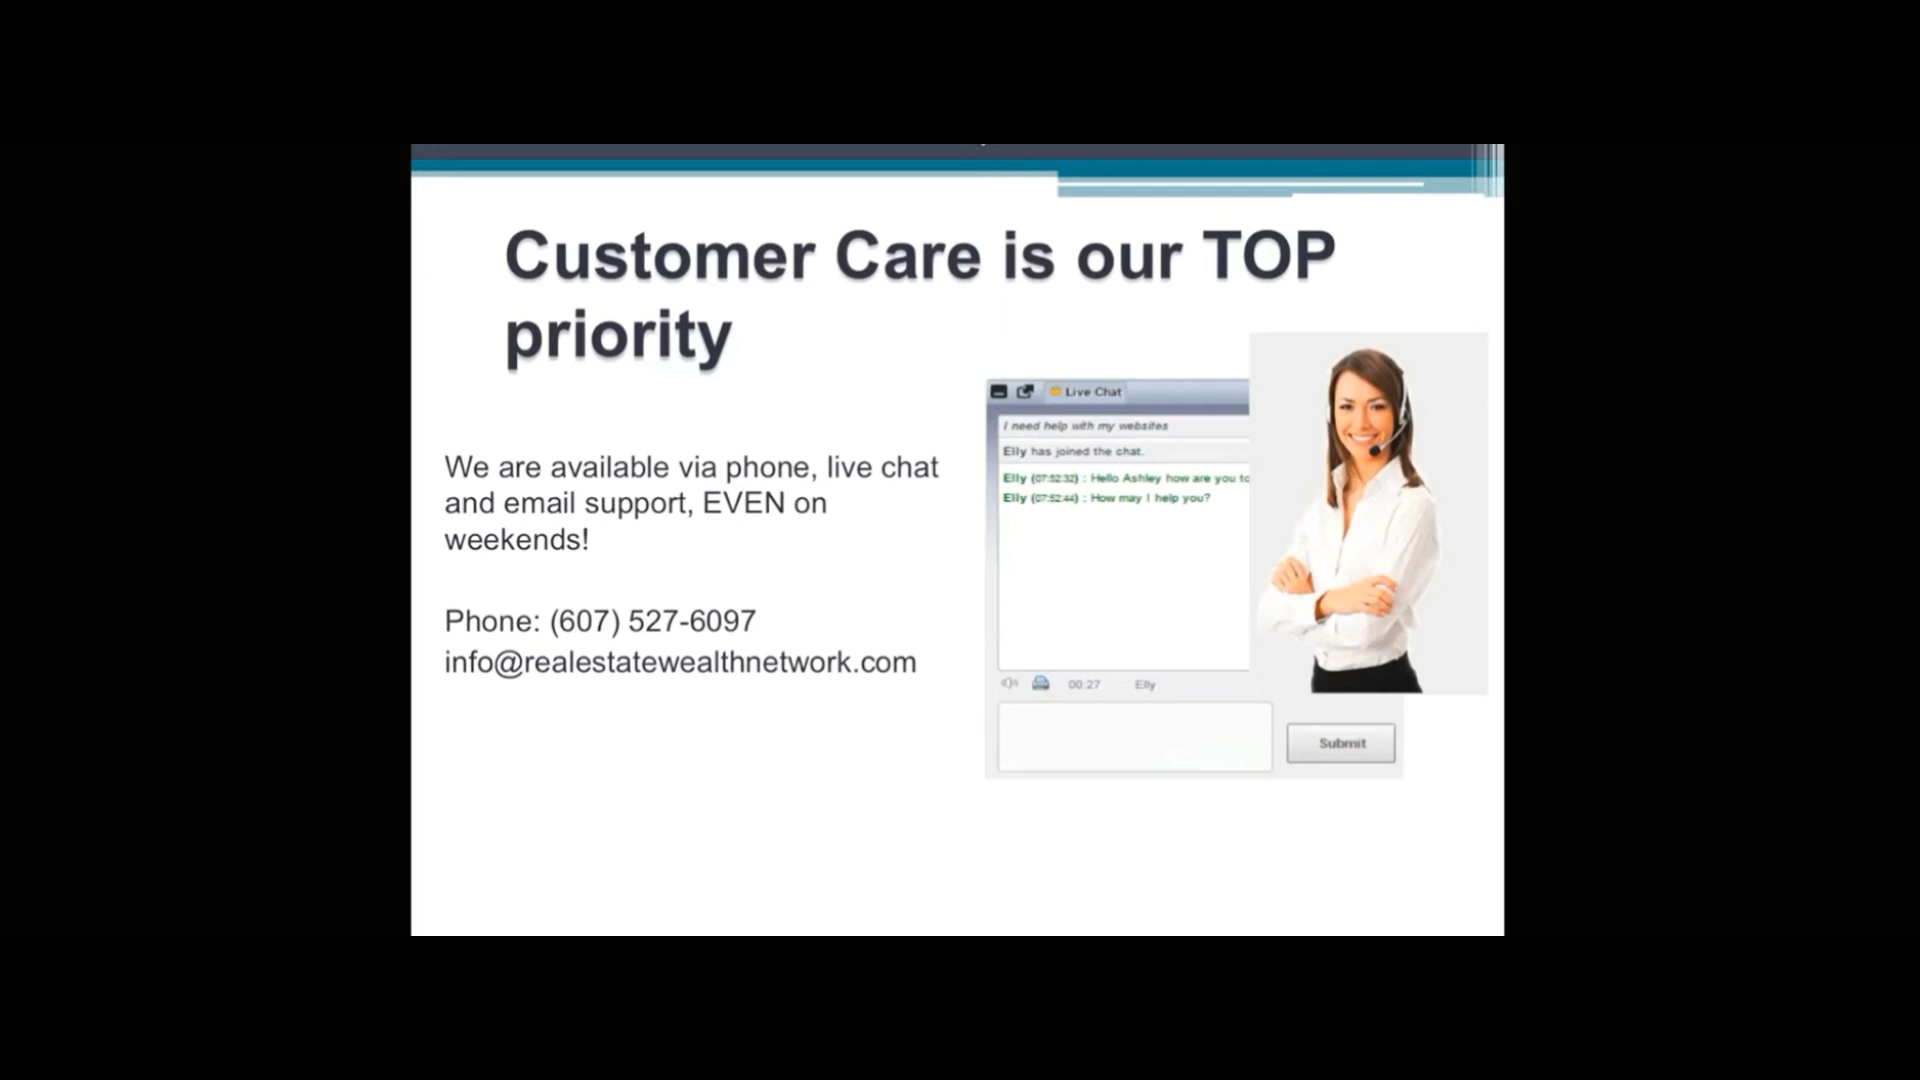 Customer Care is our TOP
priority
We are available via phone, live chat
and email support, EVEN on
weekends!
Phone: (607) 527-6097
info@realestatewealthnetwork.com
Live Chat
I need help with my websites
Elly has joined the chat.
Elly (07:52:32) : Hello Ashley how are you to
Elly (07:52:44) : How may I help you?
00:27 Elly
Submit